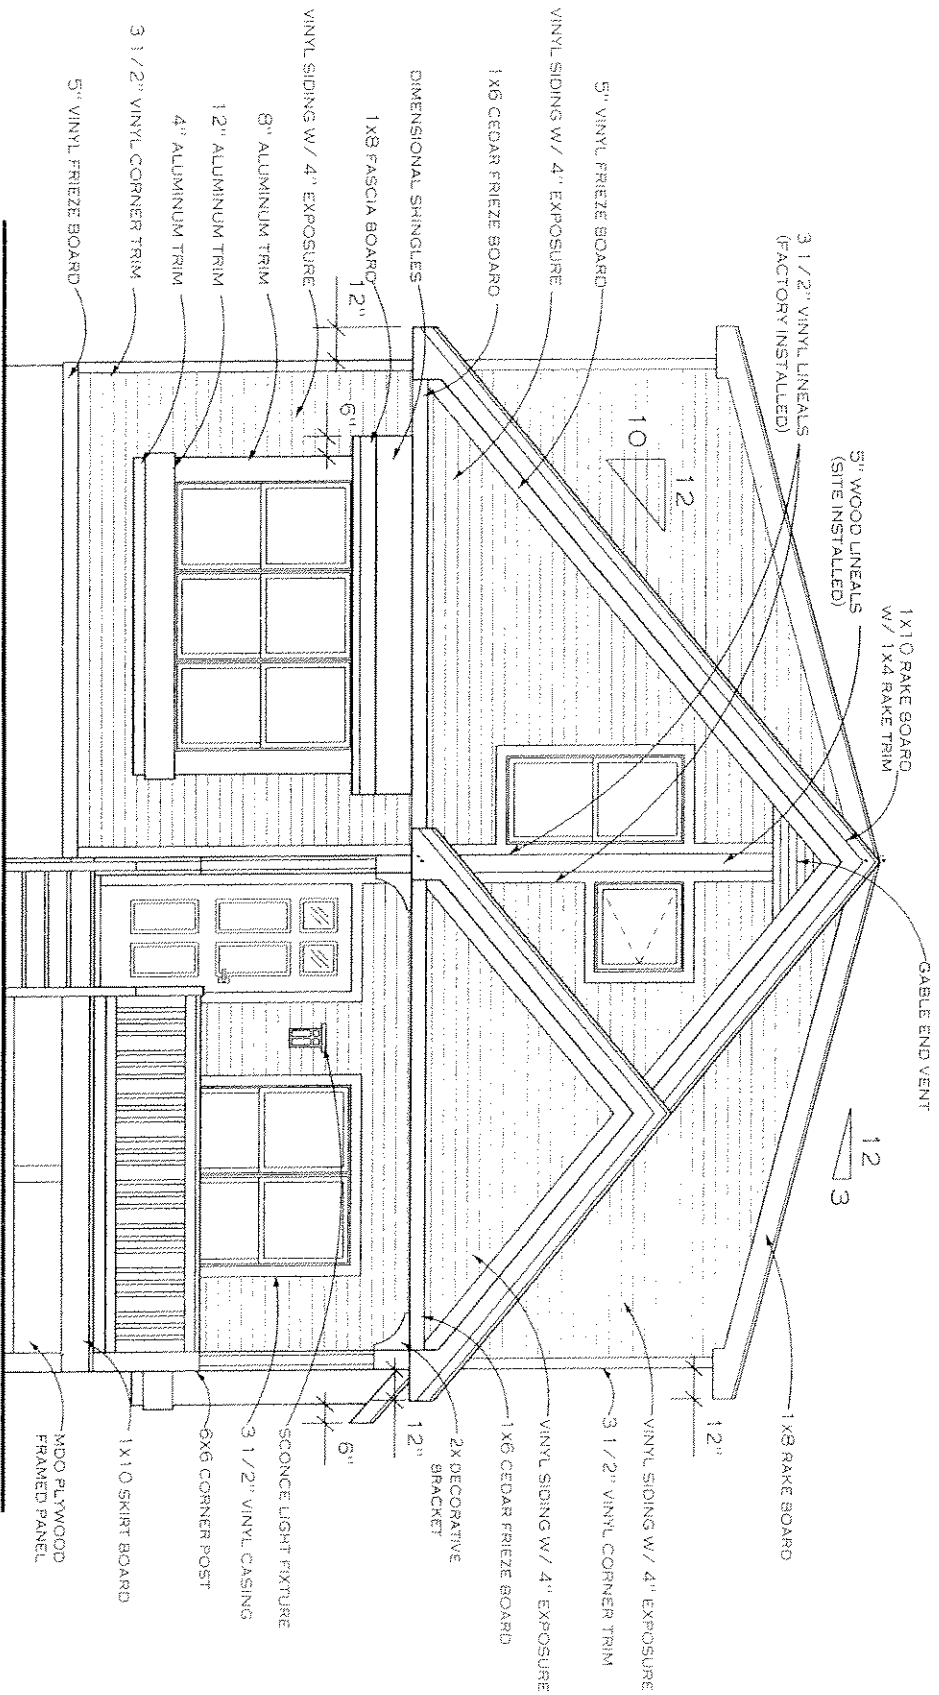 GABLE END VENT
1X10 RAKE BOARD
W/ 1X4 RAKE TRIM
5" WOOD LINEALS
(SITE INSTALLED)
3 1/2" VINYL LINEALS
(FACTORY INSTALLED)
5" VINYL FRIEZE BOARD
VINYL SIDING W/ 4" EXPOSURE
1x6 CEDAR FRIEZE BOARD
DIMENSIONAL SHINGLES
1x8 FASCIA BOARD
VINYL SIDING W/ 4" EXPOSURE
8" ALUMINUM TRIM
12" ALUMINUM TRIM
4" ALUMINUM TRIM
3 1/2" VINYL CORNER TRIM
5" VINYL FRIEZE BOARD
12"
6"
12
10
12
3
1x8 RAKE BOARD
12"
VINYL SIDING W/ 4" EXPOSURE
3 1/2" VINYL CORNER TRIM
VINYL SIDING W/ 4" EXPOSURE
1x6 CEDAR FRIEZE BOARD
2x DECORATIVE
BRACKET
12"
6"
SCONCE LIGHT FIXTURE
3 1/2" VINYL CASING
6X6 CORNER POST
1X10 SKIRT BOARD
MDO PLYWOOD
FRAMED PANEL